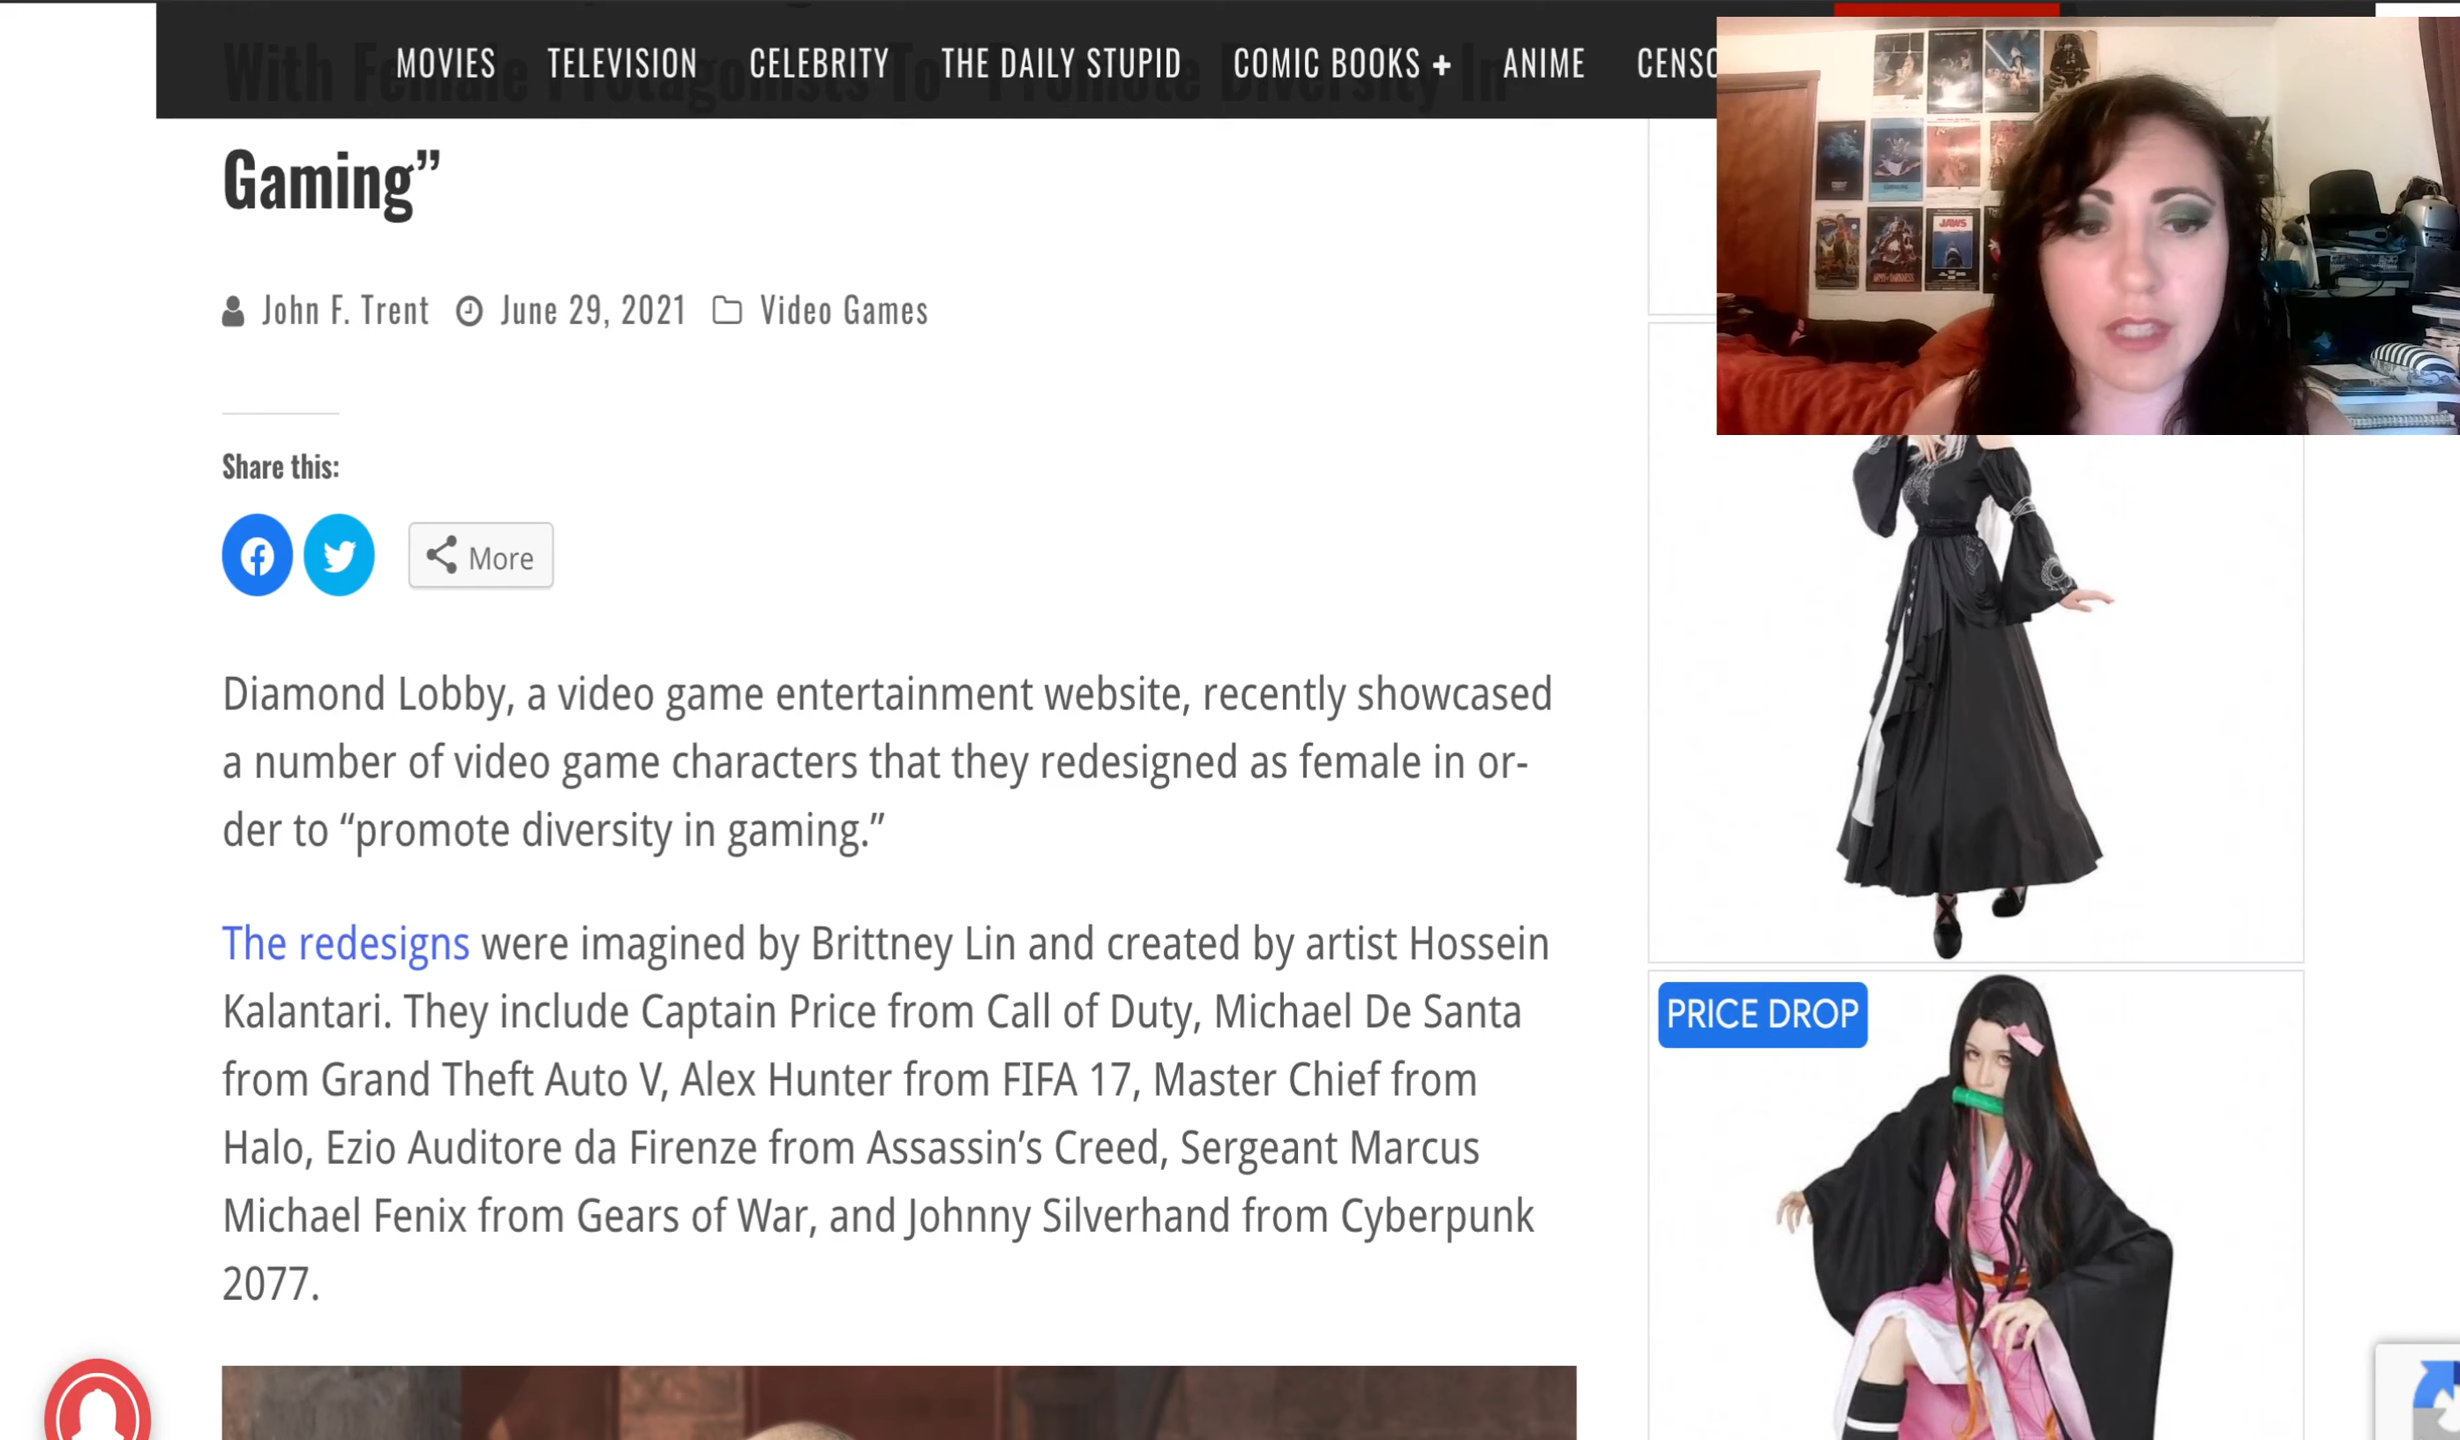 MOVIES TELEVISION CELEBRITY THE DAILY STUPID COMIC BOOKS + ANIME CENSO
With Female Protagonists To “Promote Diversity In
Gaming”
John F. Trent June 29, 2021 Video Games
Share this:
More
Diamond Lobby, a video game entertainment website, recently showcased
a number of video game characters that they redesigned as female in or-
der to “promote diversity in gaming.”
The redesigns were imagined by Brittney Lin and created by artist Hossein
Kalantari. They include Captain Price from Call of Duty, Michael De Santa
from Grand Theft Auto V, Alex Hunter from FIFA 17, Master Chief from
Halo, Ezio Auditore da Firenze from Assassin’s Creed, Sergeant Marcus
Michael Fenix from Gears of War, and Johnny Silverhand from Cyberpunk
2077.
JAWS
PRICE DROP